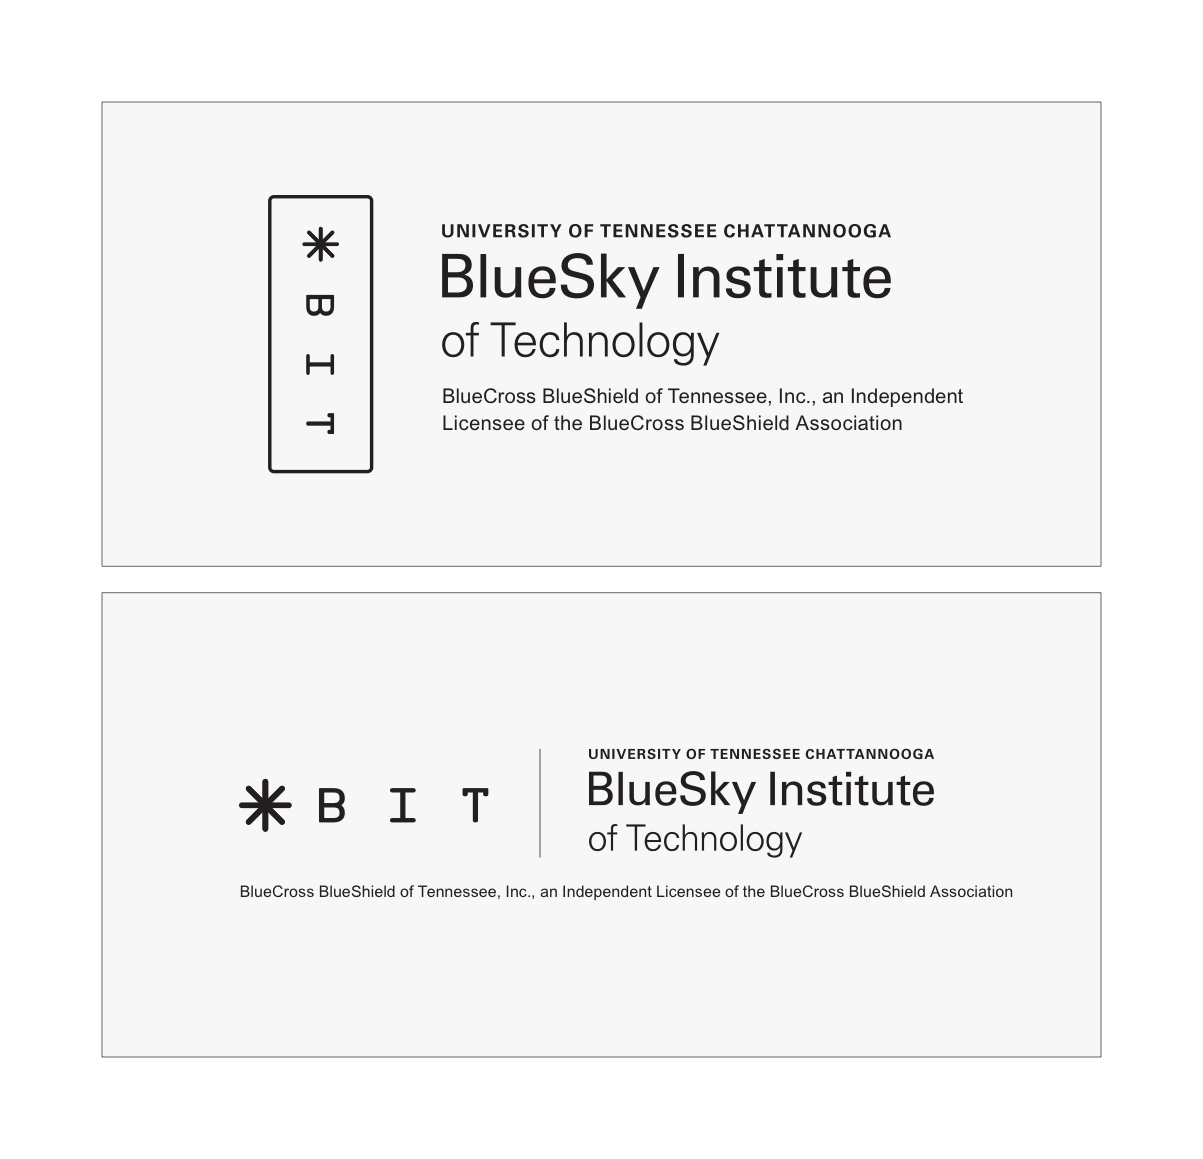 B I T
UNIVERSITY OF TENNESSEE CHATTANNOOGA
BlueSky Institute
of Technology
BlueCross BlueShield of Tennessee, Inc., an Independent
Licensee of the BlueCross BlueShield Association
B I T
UNIVERSITY OF TENNESSEE CHATTANNOOGA
BlueSky Institute
of Technology
BlueCross BlueShield of Tennessee, Inc., an Independent Licensee of the BlueCross BlueShield Association